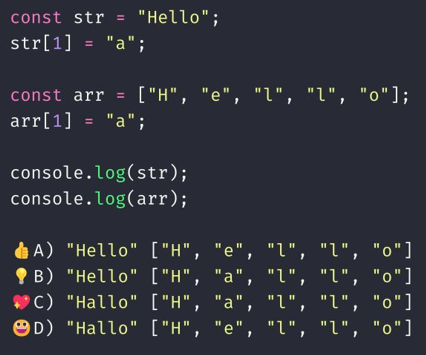 const str = "Hello";
str[1] = "a";
const arr = ["H", "e", "l", "l", "o"];
arr[1] = "a";
console.log(str);
console.log(arr);
👍A) "Hello" ["H", "e", "l", "l", "o"]
💡B) "Hello" ["H", "a", "l", "l", "o"]
💖C) "Hallo" ["H", "a", "l", "l", "o"]
🤩D) "Hallo" ["H", "e", "l", "l", "o"]